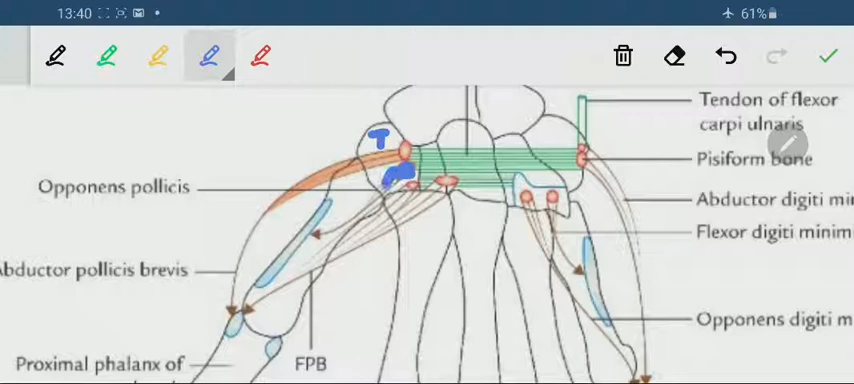 13:40
61%
T
Tendon of flexor
carpi ulnaris
Pisiform bone
Opponens pollicis
Abductor digiti mi
Flexor digiti minim
Abductor pollicis brevis
Opponens digiti m
Proximal phalanx of
FPB